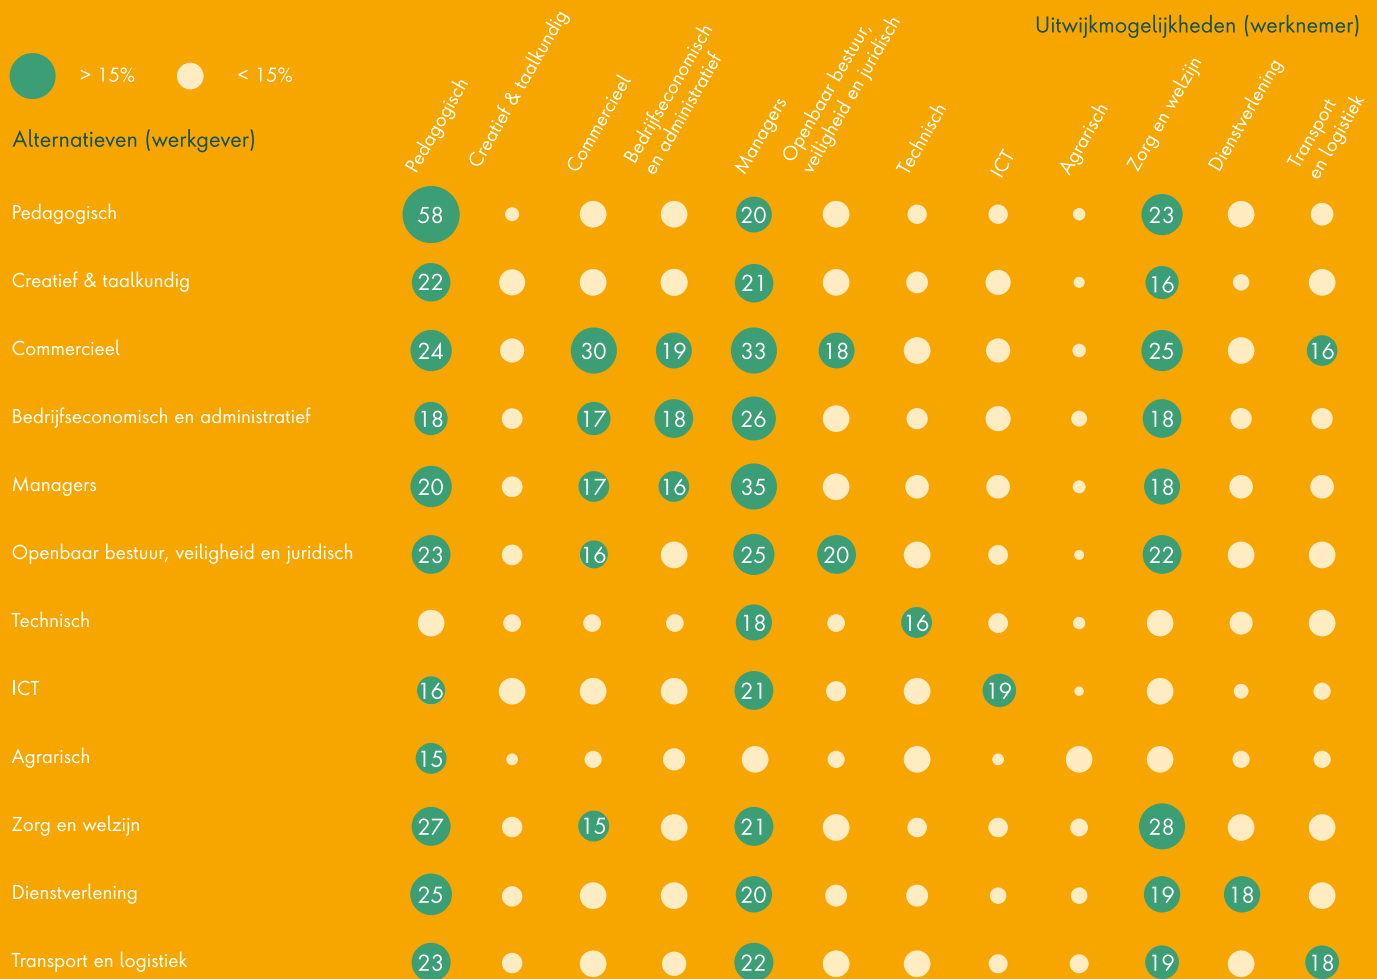 Uitwijkmogelijkheden (werknemer)
> 15%
< 15%
Alternatieven (werkgever)
Pedagogisch
Creatief & taalkundig
Commercieel
Bedrijfseconomisch
en administratief
Managers
Openbaar bestuur,
veiligheid en juridisch
Technisch
ICT
Agrarisch
Zorg en welzijn
Dienstverlening
Transport
en logistiek
Pedagogisch 58 20 23
Creatief & taalkundig 22 21 16
Commercieel 24 30 19 33 18 25 16
Bedrijfseconomisch en administratief 18 17 18 26 18
Managers 20 17 16 35 18
Openbaar bestuur, veiligheid en juridisch 23 16 25 20 22
Technisch 18 16
ICT 16 21 19
Agrarisch 15
Zorg en welzijn 27 15 21 28
Dienstverlening 25 20 19 18
Transport en logistiek 23 22 19 18